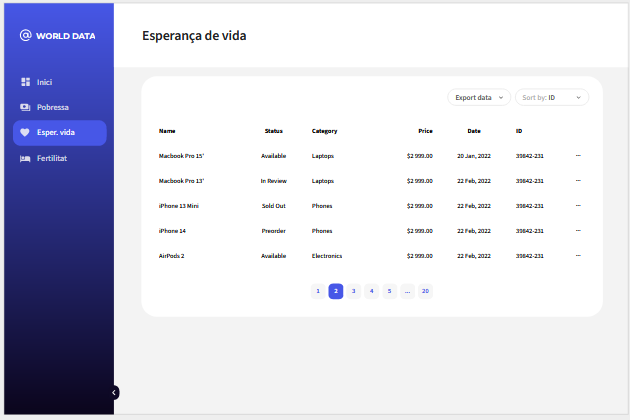 WORLD DATA
Esperança de vida
Inici
Pobressa
Esper. vida
Fertilitat
Export data
Sort by: ID
Name Status Category Price Date ID
Macbook Pro 15" Available Laptops $2 999.00 20 Jan, 2022 39842-231 ...
Macbook Pro 13" In Review Laptops $2 999.00 22 Feb, 2022 39842-231 ...
iPhone 13 Mini Sold Out Phones $2 999.00 22 Feb, 2022 39842-231 ...
iPhone 14 Preorder Phones $2 999.00 22 Feb, 2022 39842-231 ...
AirPods 2 Available Electronics $2 999.00 22 Feb, 2022 39842-231 ...
1 2 3 4 5 ... 20